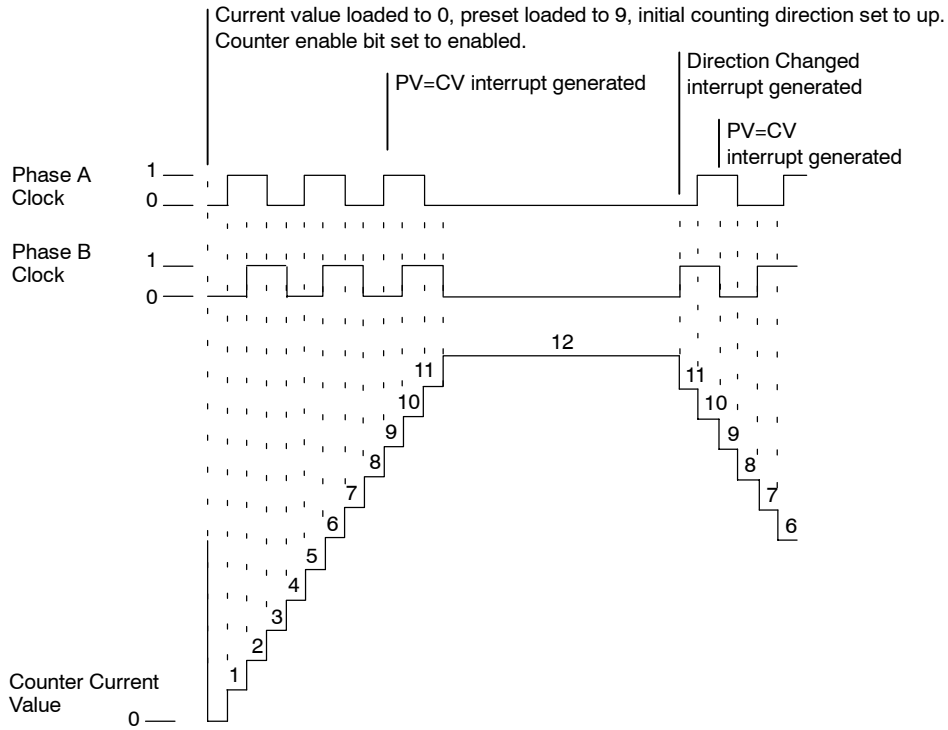 Current value loaded to 0, preset loaded to 9, initial counting direction set to up.
Counter enable bit set to enabled.
PV=CV interrupt generated
Direction Changed
interrupt generated
PV=CV
interrupt generated
Phase A
Clock
1
0
Phase B
Clock
1
0
12
11
11
10
10
9
9
8
8
7
7
6
6
5
4
3
2
1
Counter Current
Value
0